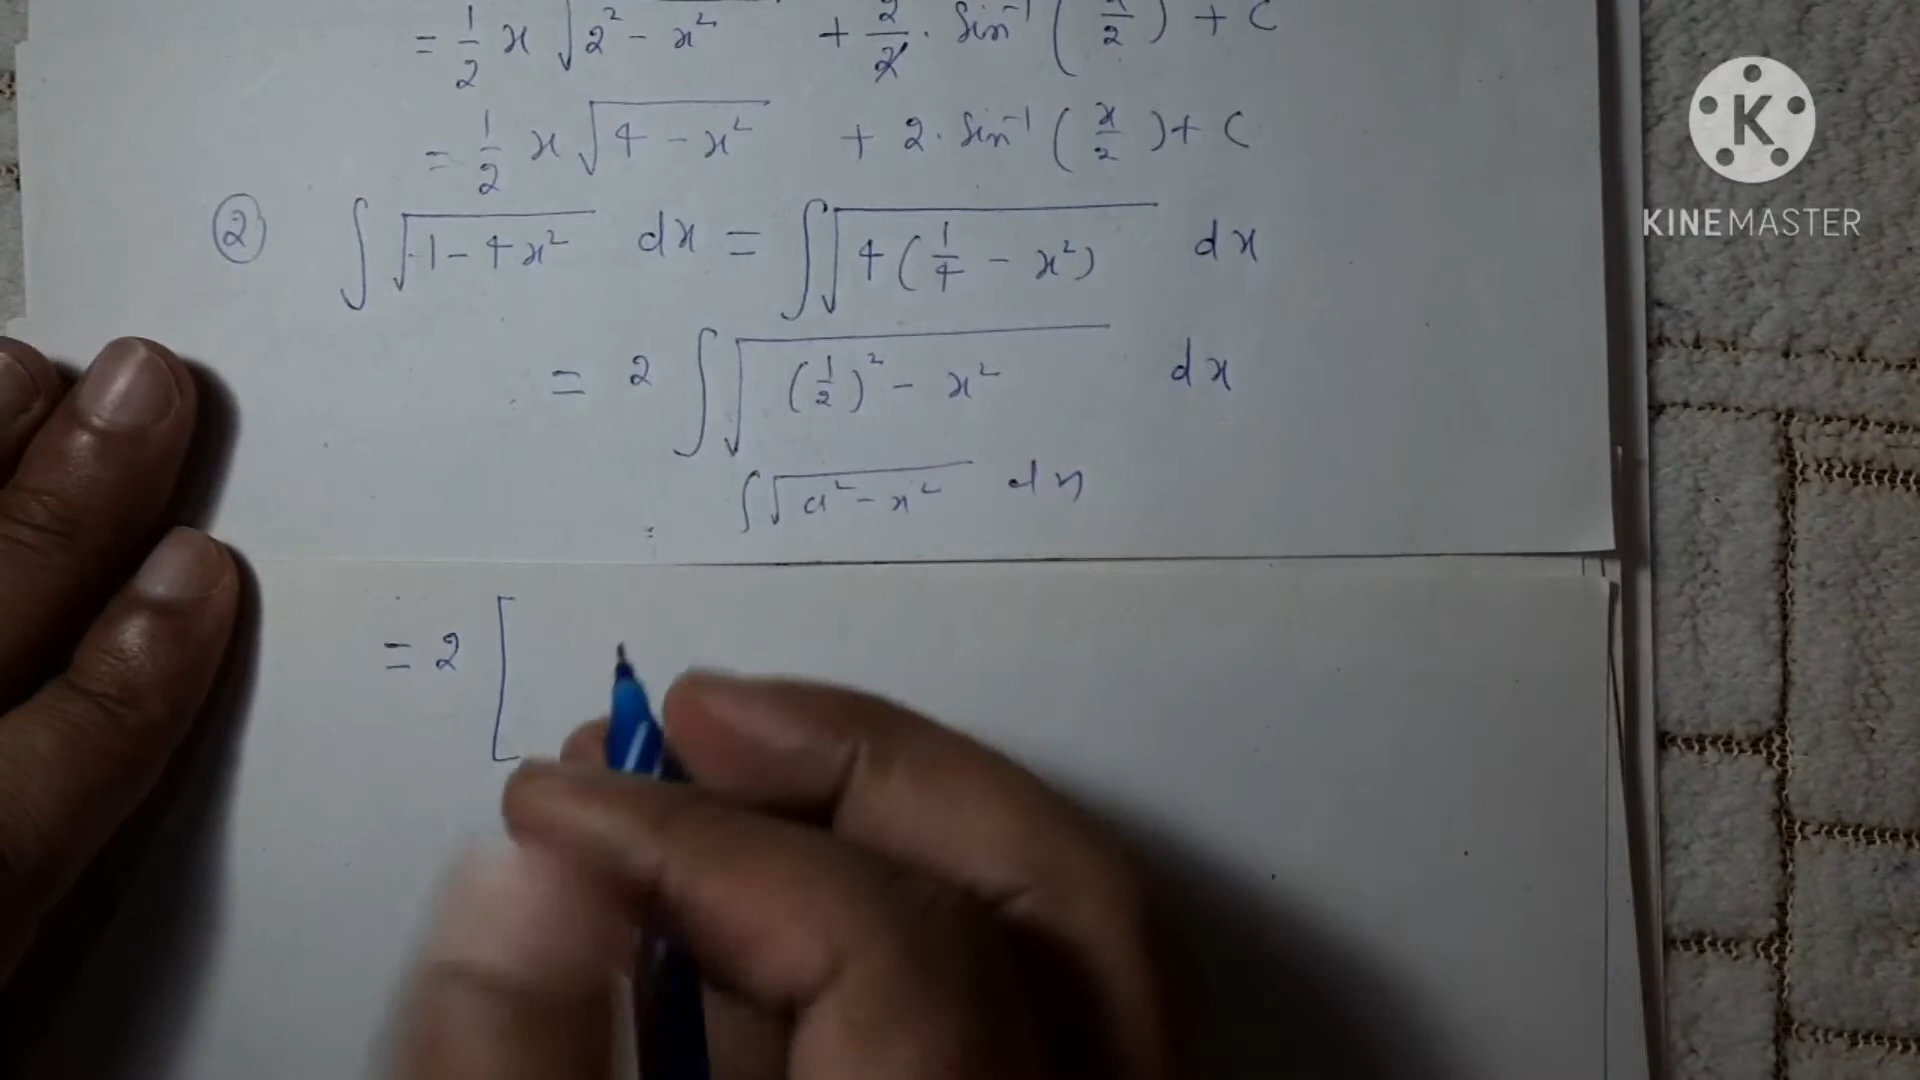 = 1/2 x √(2² - x²) + 2/2 · Sin⁻¹ (x/2) + C
= 1/2 x √(4 - x²) + 2 · Sin⁻¹ (x/2) + C
② ∫ √(1 - 4x²) dx = ∫ √(4(1/4 - x²)) dx
= 2 ∫ √((1/2)² - x²) dx
∫ √(a² - x²) dx
= 2 [
K
KINEMASTER